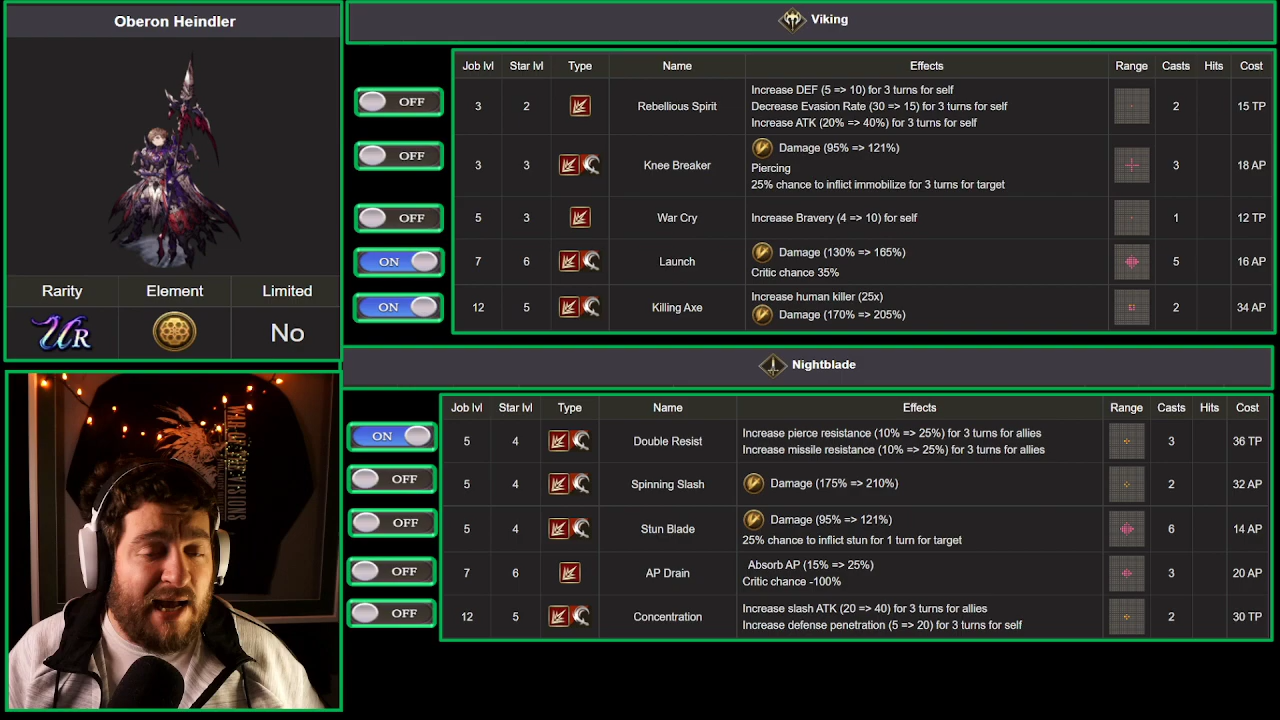 Oberon Heindler
Rarity Element Limited
UR No
Viking
Job lvl Star lvl Type Name Effects Range Casts Hits Cost
OFF 3 2 Rebellious Spirit 2 15 TP
Increase DEF (5 => 10) for 3 turns for self
Decrease Evasion Rate (30 => 15) for 3 turns for self
Increase ATK (20% => 40%) for 3 turns for self
OFF 3 3 Knee Breaker 3 18 AP
Damage (95% => 121%)
Piercing
25% chance to inflict immobilize for 3 turns for target
OFF 5 3 War Cry Increase Bravery (4 => 10) for self 1 12 TP
ON 7 6 Launch 5 16 AP
Damage (130% => 165%)
Critic chance 35%
ON 12 5 Killing Axe 2 34 AP
Increase human killer (25x)
Damage (170% => 205%)
Nightblade
Job lvl Star lvl Type Name Effects Range Casts Hits Cost
ON 5 4 Double Resist 3 36 TP
Increase pierce resistance (10% => 25%) for 3 turns for allies
Increase missile resistance (10% => 25%) for 3 turns for allies
OFF 5 4 Spinning Slash Damage (175% => 210%) 2 32 AP
OFF 5 4 Stun Blade 6 14 AP
Damage (95% => 121%)
25% chance to inflict stun for 1 turn for target
OFF 7 6 AP Drain 3 20 AP
Absorb AP (15% => 25%)
Critic chance -100%
OFF 12 5 Concentration 2 30 TP
Increase slash ATK (20 => 40) for 3 turns for allies
Increase defense penetration (5 => 20) for 3 turns for self